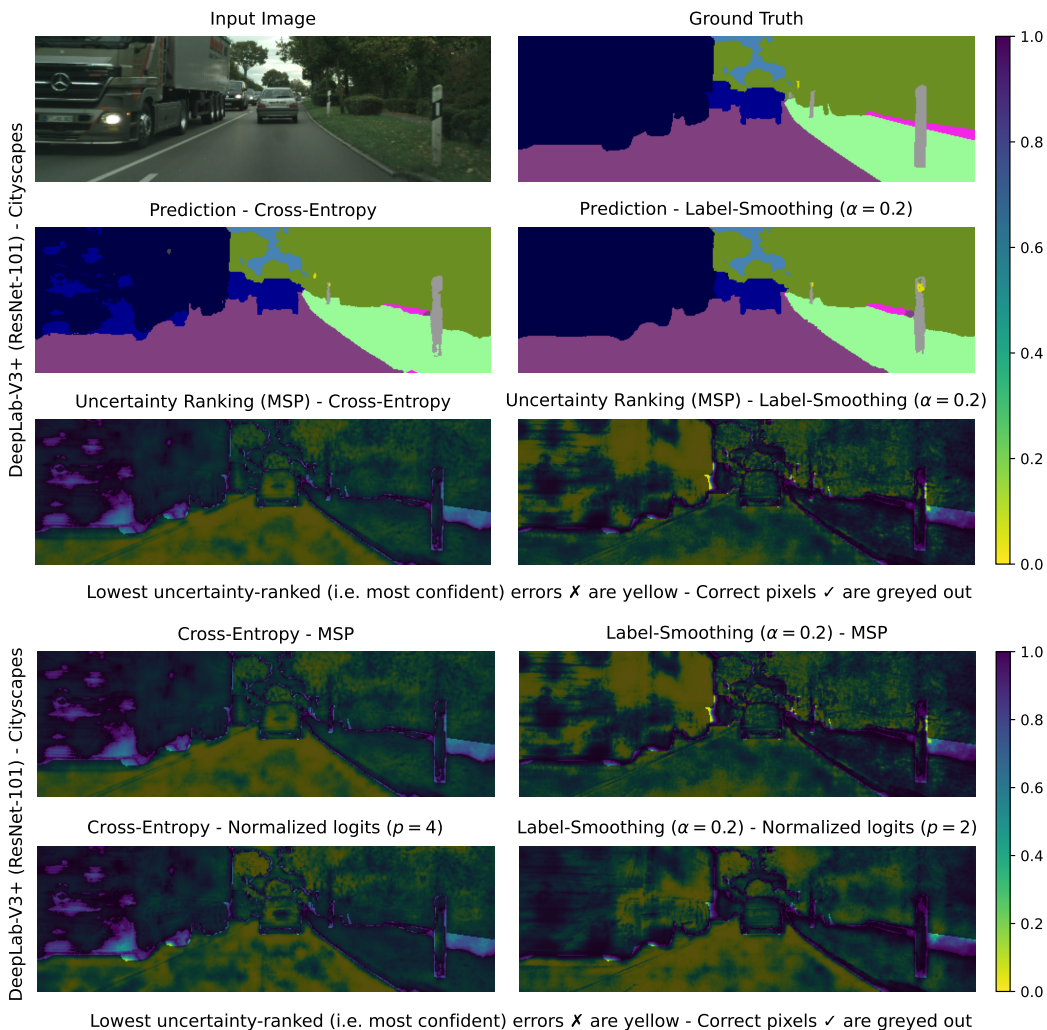 Input Image
Ground Truth
1.0
0.8
0.6
0.4
0.2
0.0
DeepLab-V3+ (ResNet-101) - Cityscapes
Prediction - Cross-Entropy
Prediction - Label-Smoothing (α = 0.2)
Uncertainty Ranking (MSP) - Cross-Entropy
Uncertainty Ranking (MSP) - Label-Smoothing (α = 0.2)
Lowest uncertainty-ranked (i.e. most confident) errors ✗ are yellow - Correct pixels ✓ are greyed out
Cross-Entropy - MSP
Label-Smoothing (α = 0.2) - MSP
1.0
0.8
0.6
0.4
0.2
0.0
DeepLab-V3+ (ResNet-101) - Cityscapes
Cross-Entropy - Normalized logits (p = 4)
Label-Smoothing (α = 0.2) - Normalized logits (p = 2)
Lowest uncertainty-ranked (i.e. most confident) errors ✗ are yellow - Correct pixels ✓ are greyed out